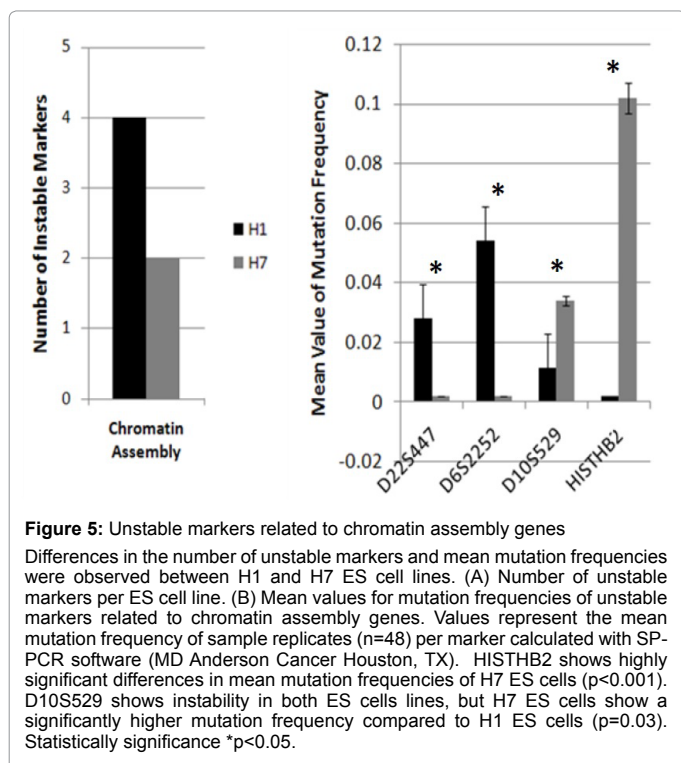 5
4
3
2
1
0
Number of Instable Markers
Chromatin
Assembly
H1
H7
0.12
0.1
0.08
0.06
0.04
0.02
0
-0.02
Mean Value of Mutation Frequency
*
*
*
*
D22S447
D6S2252
D10S529
HISTHB2
Figure 5: Unstable markers related to chromatin assembly genes
Differences in the number of unstable markers and mean mutation frequencies
were observed between H1 and H7 ES cell lines. (A) Number of unstable
markers per ES cell line. (B) Mean values for mutation frequencies of unstable
markers related to chromatin assembly genes. Values represent the mean
mutation frequency of sample replicates (n=48) per marker calculated with SP-
PCR software (MD Anderson Cancer Houston, TX). HISTHB2 shows highly
significant differences in mean mutation frequencies of H7 ES cells (p<0.001).
D10S529 shows instability in both ES cells lines, but H7 ES cells show a
significantly higher mutation frequency compared to H1 ES cells (p=0.03).
Statistically significance *p<0.05.